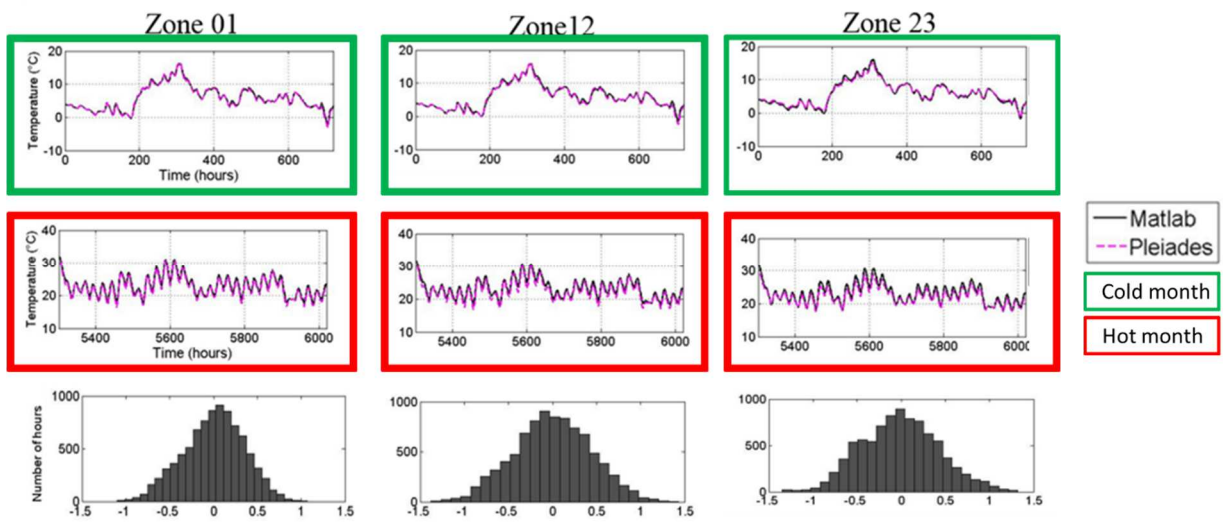 Zone 01
Zone12
Zone 23
Temperature (°C)
20
10
0
-10
0 200 400 600
Time (hours)
20
10
0
-10
0 200 400 600
20
10
0
-10
0 200 400 600
Temperature (°C)
40
30
20
10
5400 5600 5800 6000
Time (hours)
40
30
20
10
5400 5600 5800 6000
40
30
20
10
5400 5600 5800 6000
Matlab
Pleiades
Cold month
Hot month
Number of hours
1000
500
0
-1.5 -1 -0.5 0 0.5 1 1.5
1000
500
0
-1.5 -1 -0.5 0 0.5 1 1.5
1000
500
0
-1.5 -1 -0.5 0 0.5 1 1.5